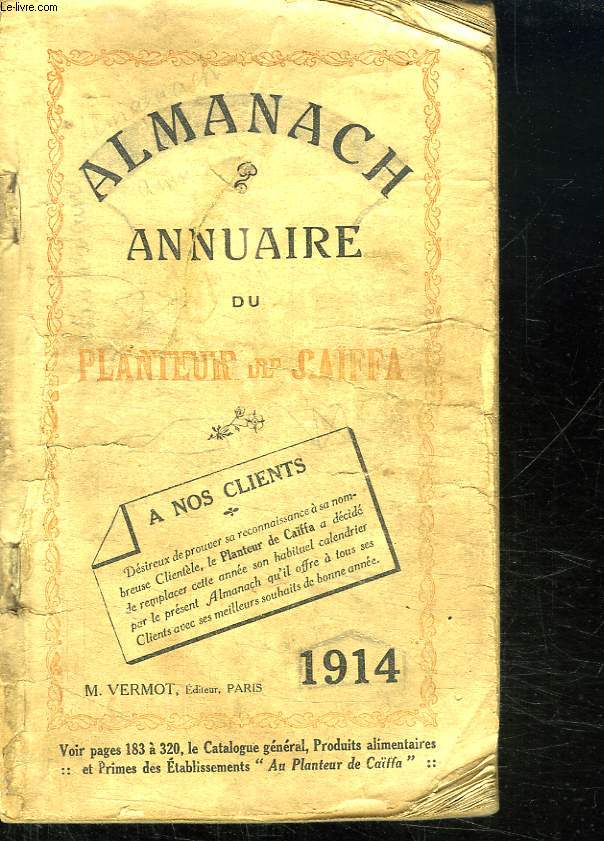 Le-livre.com
ALMANACH
ANNUAIRE
DU
PLANTEUR DE CAIFFA
A NOS CLIENTS
Désireux de prouver sa reconnaissance à sa nom-
breuse Clientèle, le Planteur de Caïffa a décidé
de remplacer cette année son habituel calendrier
par le présent Almanach qu'il offre à tous ses
Clients avec ses meilleurs souhaits de bonne année.
M. VERMOT, Éditeur, PARIS
1914
Voir pages 183 à 320, le Catalogue général, Produits alimentaires
:: et Primes des Établissements " Au Planteur de Caïffa " ::